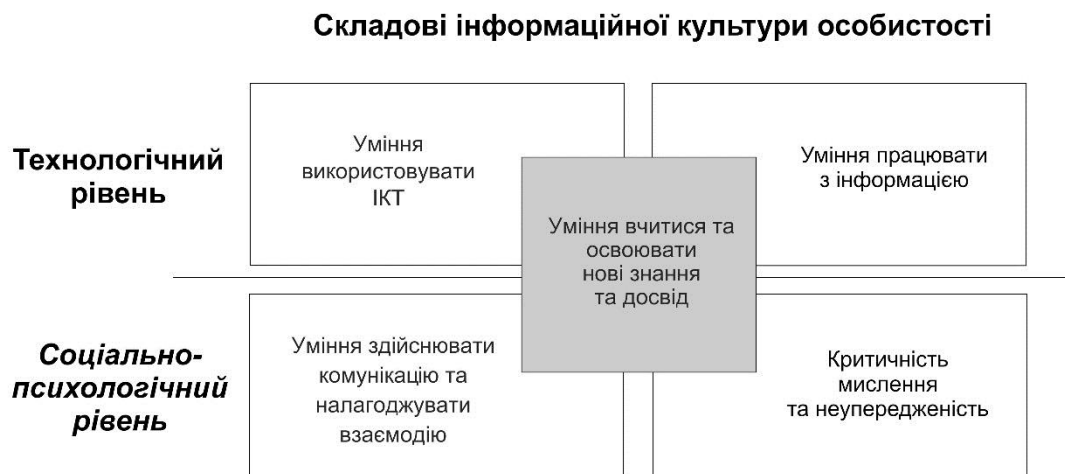 Складові інформаційної культури особистості
Технологічний
рівень
Уміння
використовувати
ІКТ
Уміння працювати
з інформацією
Уміння вчитися та
освоювати
нові знання
та досвід
Соціально-
психологічний
рівень
Уміння здійснювати
комунікацію та
налагоджувати
взаємодію
Критичність
мислення
та неупередженість